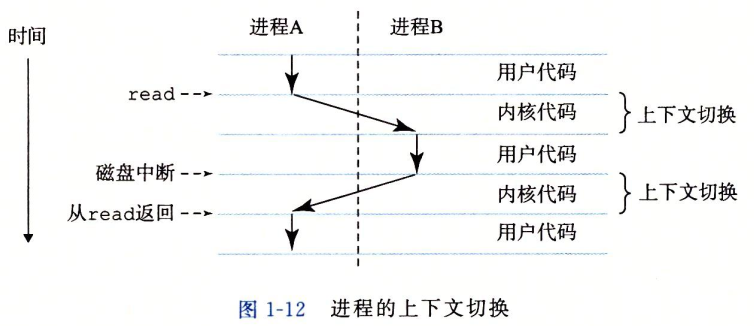 进程A 进程B
时间
用户代码
read
内核代码 上下文切换
用户代码
磁盘中断
内核代码 上下文切换
从read返回
用户代码
图 1-12 进程的上下文切换